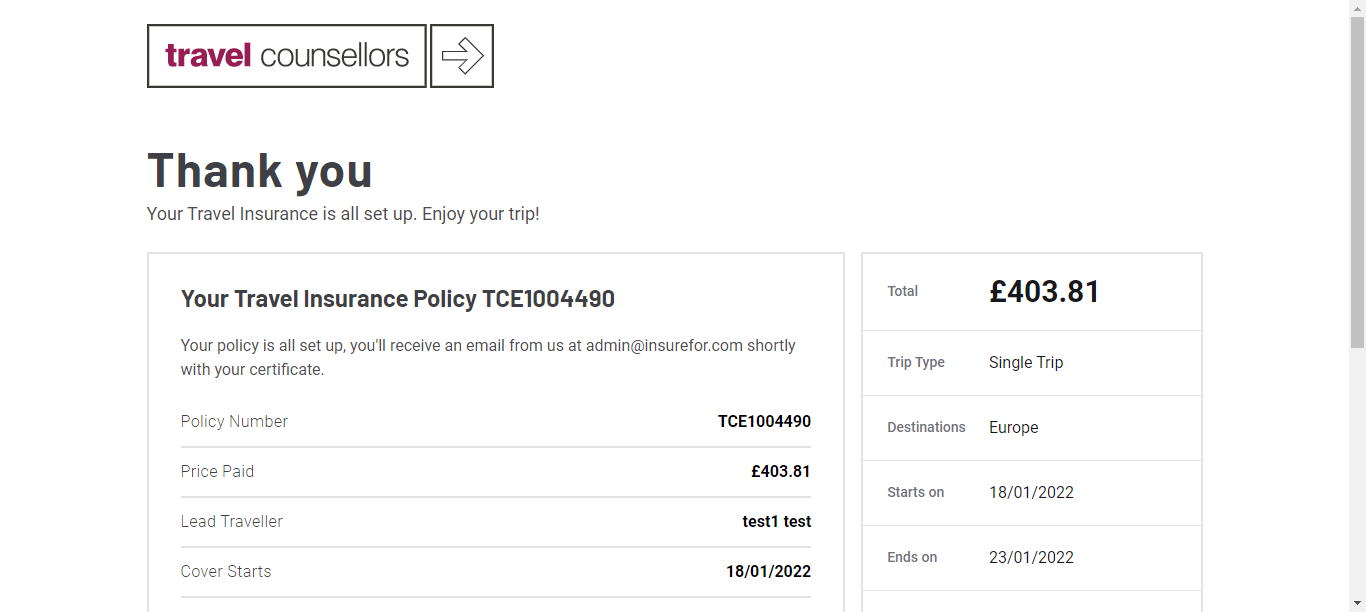 travel counsellors
Thank you
Your Travel Insurance is all set up. Enjoy your trip!
Your Travel Insurance Policy TCE1004490
Your policy is all set up, you'll receive an email from us at admin@insurefor.com shortly
with your certificate.
Policy Number TCE1004490
Price Paid £403.81
Lead Traveller test1 test
Cover Starts 18/01/2022
Total £403.81
Trip Type Single Trip
Destinations Europe
Starts on 18/01/2022
Ends on 23/01/2022